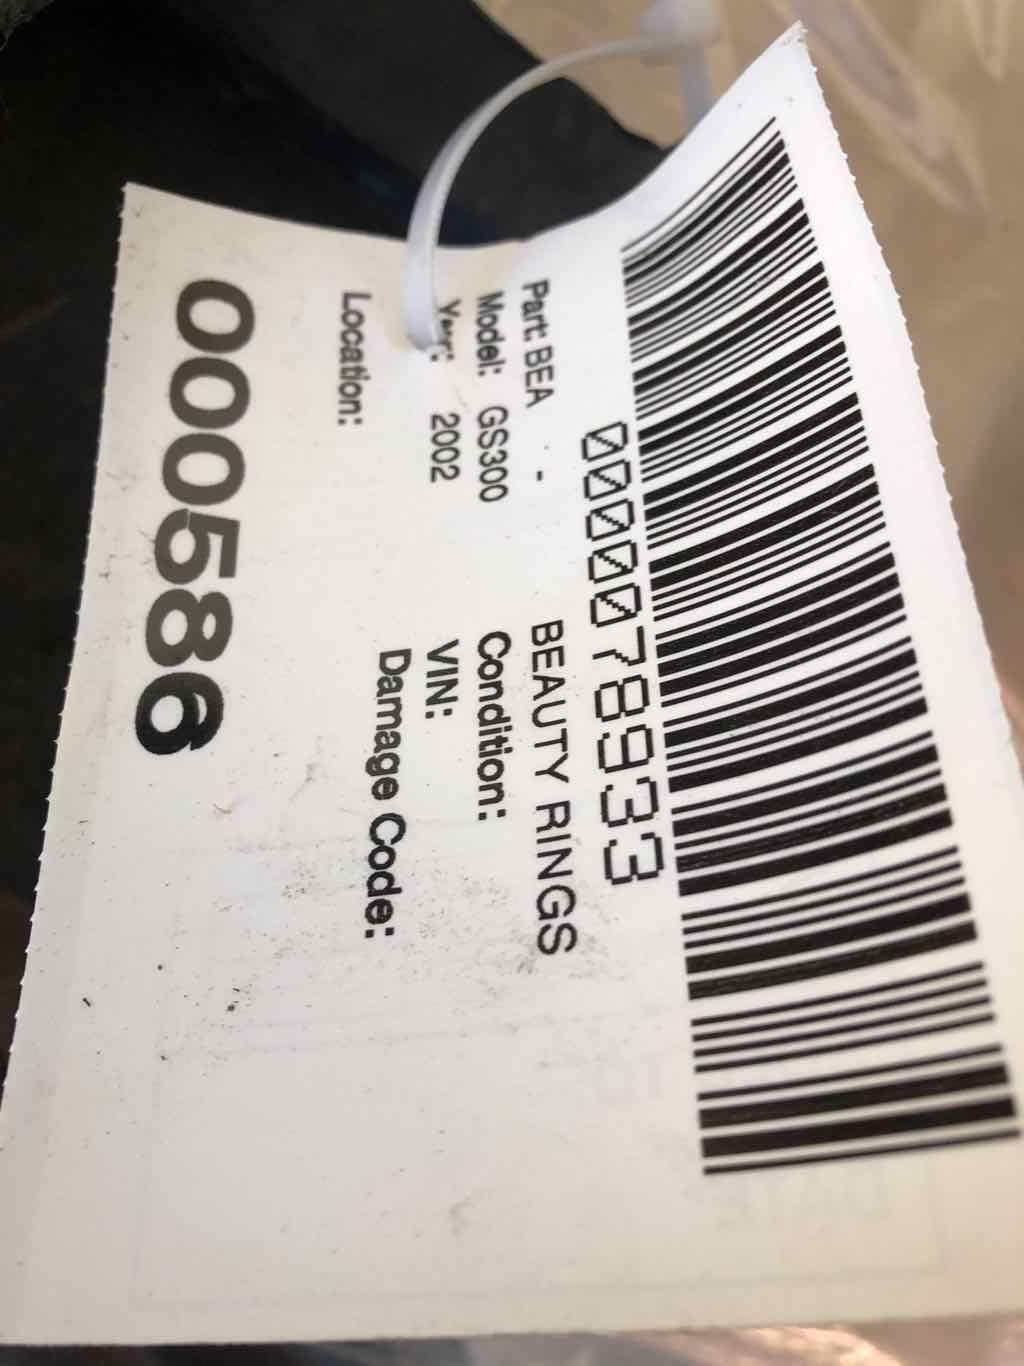 0000078933
Part: BEA - BEAUTY RINGS
Model: GS300 Condition:
Year: 2002 VIN:
Damage Code:
Location:
000586